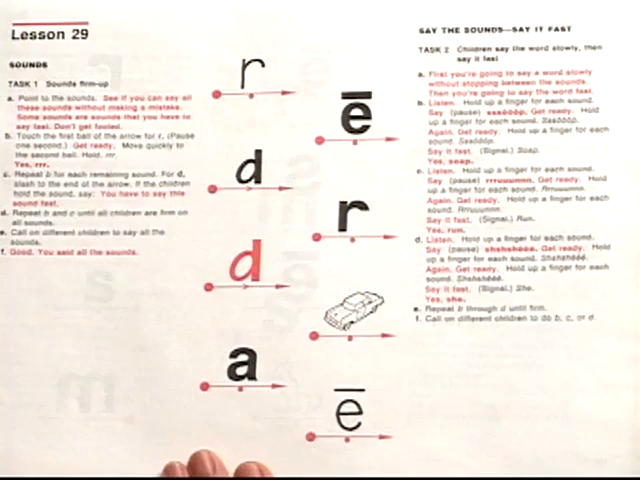 Lesson 29
SOUNDS
TASK 1 Sounds firm-up
a. Point to the sounds. See if you can say all
these sounds without making a mistake.
Some sounds are sounds that you have to
say fast. Don't get fooled.
b. Touch the first ball of the arrow for r. (Pause
one second.) Get ready. Move quickly to
the second ball. Hold. rrr.
Yes, rrr.
c. Repeat b for each remaining sound. For d,
slash to the end of the arrow. If the children
hold the sound, say: You have to say this
sound fast.
d. Repeat b and c until all children are firm on
all sounds.
e. Call on different children to say all the
sounds.
f. Good. You said all the sounds.
r
ē
d
r
d
a
ē
SAY THE SOUNDS—SAY IT FAST
TASK 2 Children say the word slowly, then
say it fast
a. First you're going to say a word slowly
without stopping between the sounds.
Then you're going to say the word fast.
b. Listen. Hold up a finger for each sound.
Say (pause) Get ready. Hold
up a finger for each sound.
Again. Get ready. Hold up a finger for
each sound.
Say it fast. (Signal.) Soap.
Yes, soap.
c. Listen. Hold up a finger for each sound.
Say (pause) rrruuunnn. Get ready. Hold
up a finger for each sound. Rrruuunnn.
Again. Get ready. Hold up a finger for
each sound. Rrruuunnn.
Say it fast. (Signal.) Run.
Yes, run.
d. Listen. Hold up a finger for each sound.
Say (pause) Get ready. Hold
up a finger for each sound.
Again. Get ready. Hold up a finger for each
sound.
Say it fast. (Signal.) She.
Yes, she.
e. Repeat b through d until firm.
f. Call on different children to do b, c, or d.